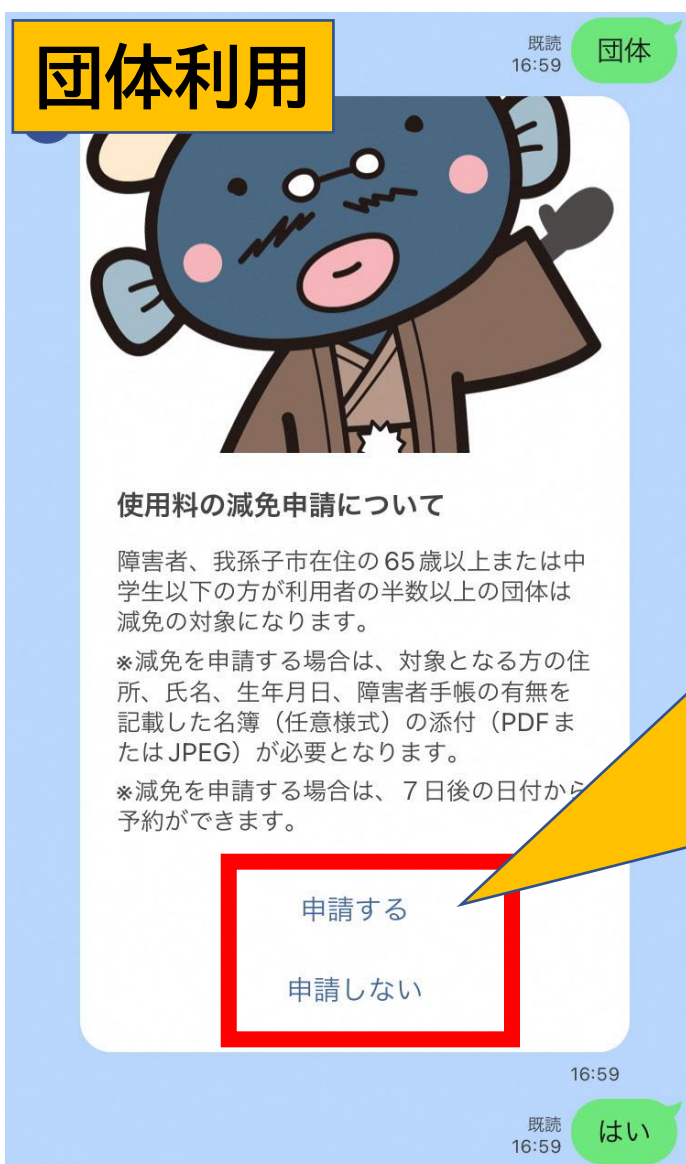 団体利用
既読
16:59
団体
使用料の減免申請について
障害者、我孫子市在住の65歳以上または中
学生以下の方が利用者の半数以上の団体は
減免の対象になります。
※減免を申請する場合は、対象となる方の住
所、氏名、生年月日、障害者手帳の有無を
記載した名簿（任意様式）の添付（PDFま
たはJPEG）が必要となります。
※減免を申請する場合は、７日後の日付から
予約ができます。
申請する
申請しない
16:59
既読
16:59
はい